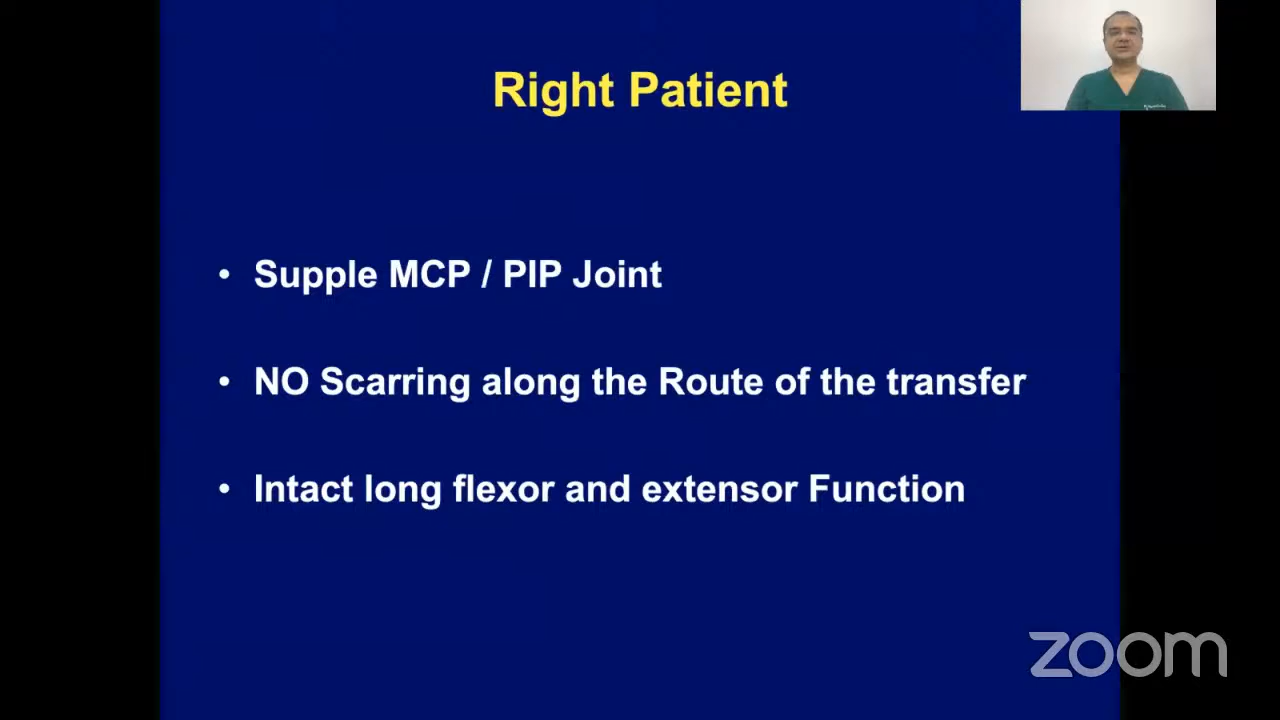 Right Patient
• Supple MCP / PIP Joint
• NO Scarring along the Route of the transfer
• Intact long flexor and extensor Function
zoom